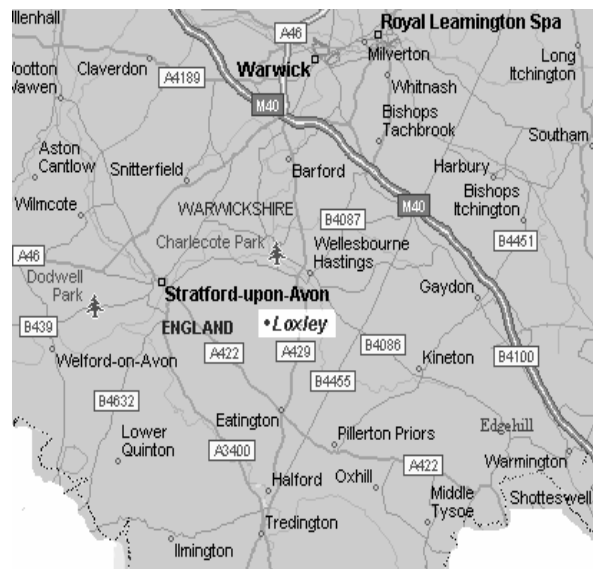 llenhall
A46
Royal Leamington Spa
Milverton
Long
Itchington
Claverdon
Warwick
Wootton
Wawen
A4189
Whitnash
M40
Bishops
Tachbrook
Southam
Aston
Cantlow
Snitterfield
Barford
Harbury
Bishops
Itchington
Wilmcote
WARWICKSHIRE
B4087
M40
Charlecote Park
Wellesbourne
Hastings
B4451
A46
Dodwell
Park
Stratford-upon-Avon
Gaydon
B439
ENGLAND
•Loxley
Welford-on-Avon
A422
A429
B4086
Kineton
B4100
B4455
B4632
Eatington
Edgehill
Lower
Quinton
A3400
Pillerton Priors
A422
Warmington
Halford
Oxhill
Middle
Tysoe
Shotteswell
Tredington
Ilmington